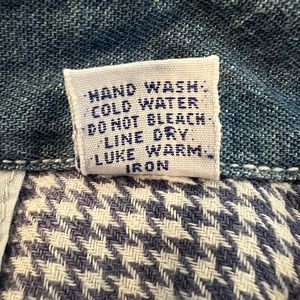 HAND WASH
COLD WATER
DO NOT BLEACH
LINE DRY
LUKE WARM
IRON